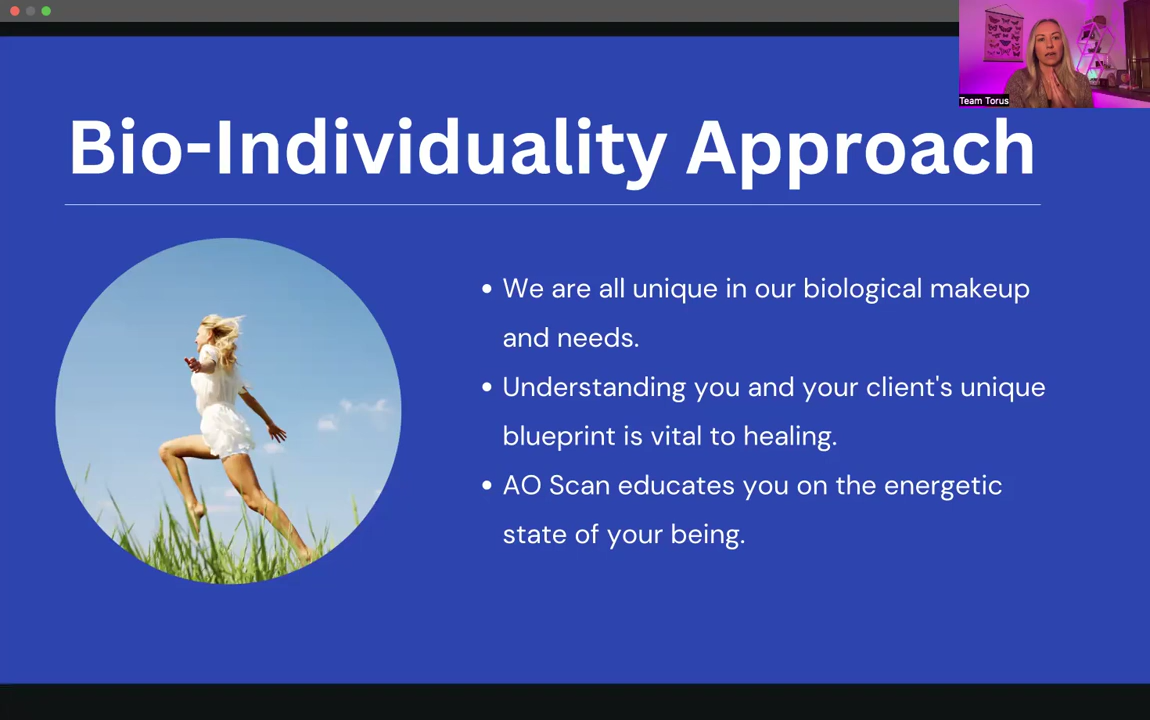 Team Torus
Bio-Individuality Approach
• We are all unique in our biological makeup
and needs.
• Understanding you and your client's unique
blueprint is vital to healing.
• AO Scan educates you on the energetic
state of your being.